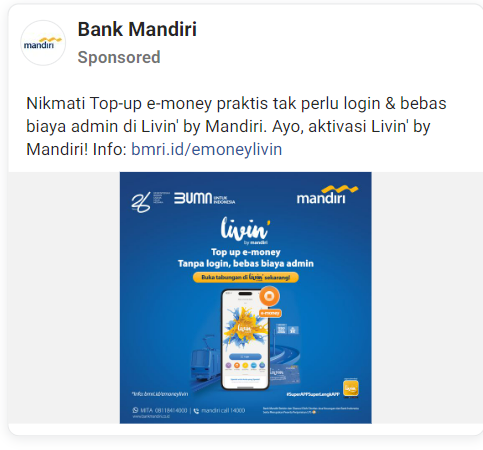 Bank Mandiri
Sponsored
mandiri
Nikmati Top-up e-money praktis tak perlu login & bebas
biaya admin di Livin' by Mandiri. Ayo, aktivasi Livin' by
Mandiri! Info: bmri.id/emoneylivin
26
BUMN UNTUK
INDONESIA
mandiri
livin'
by mandiri
Top up e-money
Tanpa login, bebas biaya admin
Buka tabungan di livin' sekarang!
livin'
e-money
*Info: bmri.id/emoneylivin
#SuperAPPSuperLengkAPP
MITA 08118414000 | mandiri call 14000
www.bankmandiri.co.id